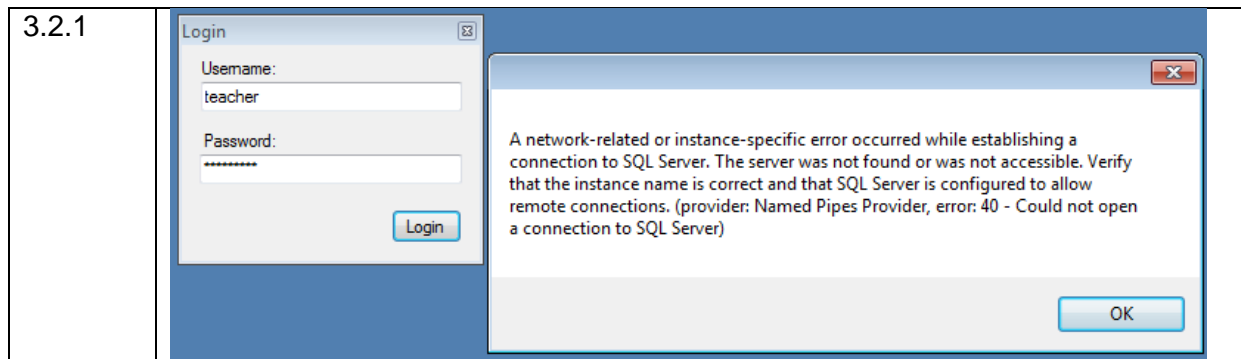 3.2.1
Login
Username:
teacher
Password:
*********
Login
A network-related or instance-specific error occurred while establishing a
connection to SQL Server. The server was not found or was not accessible. Verify
that the instance name is correct and that SQL Server is configured to allow
remote connections. (provider: Named Pipes Provider, error: 40 - Could not open
a connection to SQL Server)
OK